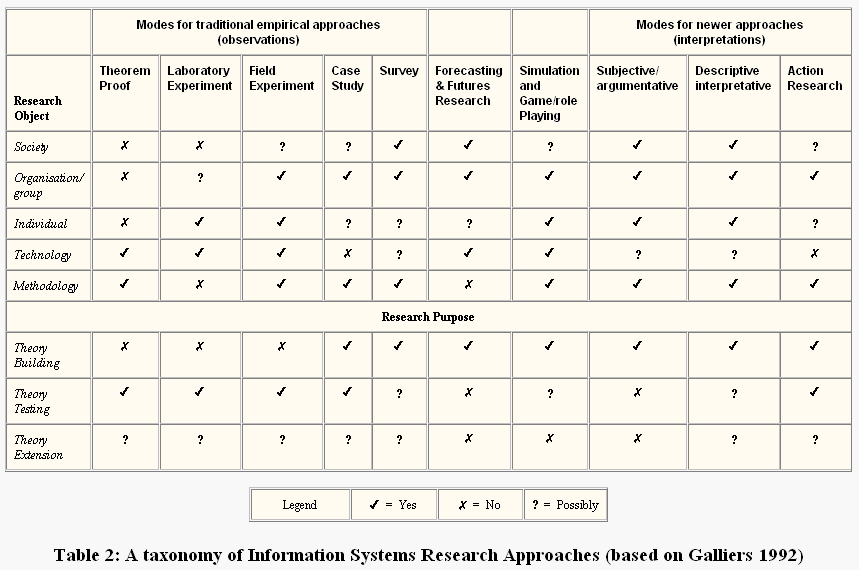 Modes for traditional empirical approaches
(observations)
Modes for newer approaches
(interpretations)
Research
Object
Theorem
Proof
Laboratory
Experiment
Field
Experiment
Case
Study
Survey
Forecasting
& Futures
Research
Simulation
and
Game/role
Playing
Subjective/
argumentative
Descriptive
interpretative
Action
Research
Society ✗ ✗ ? ? ✓ ✓ ? ✓ ✓ ?
Organisation/
group
✗ ? ✓ ✓ ✓ ✓ ✓ ✓ ✓ ✓
Individual ✗ ✓ ✓ ? ? ? ✓ ✓ ✓ ?
Technology ✓ ✓ ✓ ✗ ? ✓ ✓ ? ? ✗
Methodology ✓ ✗ ✓ ✓ ✓ ✗ ✓ ✓ ✓ ✓
Research Purpose
Theory
Building
✗ ✗ ✗ ✓ ✓ ✓ ✓ ✓ ✓ ✓
Theory
Testing
✓ ✓ ✓ ✓ ? ✗ ? ✗ ? ✓
Theory
Extension
? ? ? ? ? ✗ ✗ ✗ ? ?
Legend ✓ = Yes ✗ = No ? = Possibly
Table 2: A taxonomy of Information Systems Research Approaches (based on Galliers 1992)